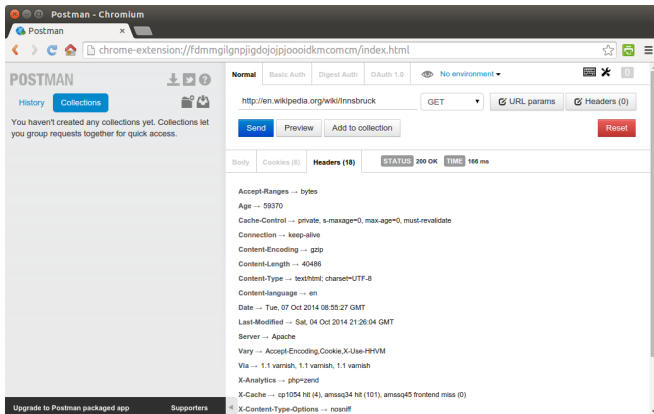 Postman - Chromium
Postman ×
chrome-extension://fdmmgilgnpjigdojojpjoooidkmcomcm/index.html
POSTMAN
History Collections
You haven't created any collections yet. Collections let
you group requests together for quick access.
Normal Basic Auth Digest Auth OAuth 1.0 No environment
0
http://en.wikipedia.org/wiki/Innsbruck GET URL params Headers (0)
Send Preview Add to collection Reset
Body Cookies (8) Headers (18) STATUS 200 OK TIME 166 ms
Accept-Ranges → bytes
Age → 59370
Cache-Control → private, s-maxage=0, max-age=0, must-revalidate
Connection → keep-alive
Content-Encoding → gzip
Content-Length → 40486
Content-Type → text/html; charset=UTF-8
Content-language → en
Date → Tue, 07 Oct 2014 08:55:27 GMT
Last-Modified → Sat, 04 Oct 2014 21:26:04 GMT
Server → Apache
Vary → Accept-Encoding,Cookie,X-Use-HHVM
Via → 1.1 varnish, 1.1 varnish, 1.1 varnish
X-Analytics → php=zend
X-Cache → cp1054 hit (4), amssq34 hit (101), amssq45 frontend miss (0)
X-Content-Type-Options → nosniff
Upgrade to Postman packaged app Supporters